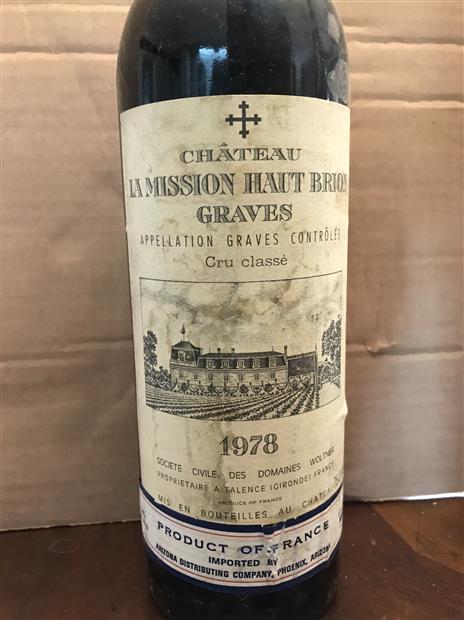 CHÂTEAU
LA MISSION HAUT BRION
GRAVES
APPELLATION GRAVES CONTRÔLÉE
Cru classé
1978
SOCIÉTÉ CIVILE DES DOMAINES WOLTNER
PROPRIETAIRE A TALENCE (GIRONDE) FRANCE
PRODUCE OF FRANCE
MIS EN BOUTEILLES AU CHATEAU
PRODUCT OF FRANCE
IMPORTED BY
ARIZONA DISTRIBUTING COMPANY, PHOENIX, ARIZONA